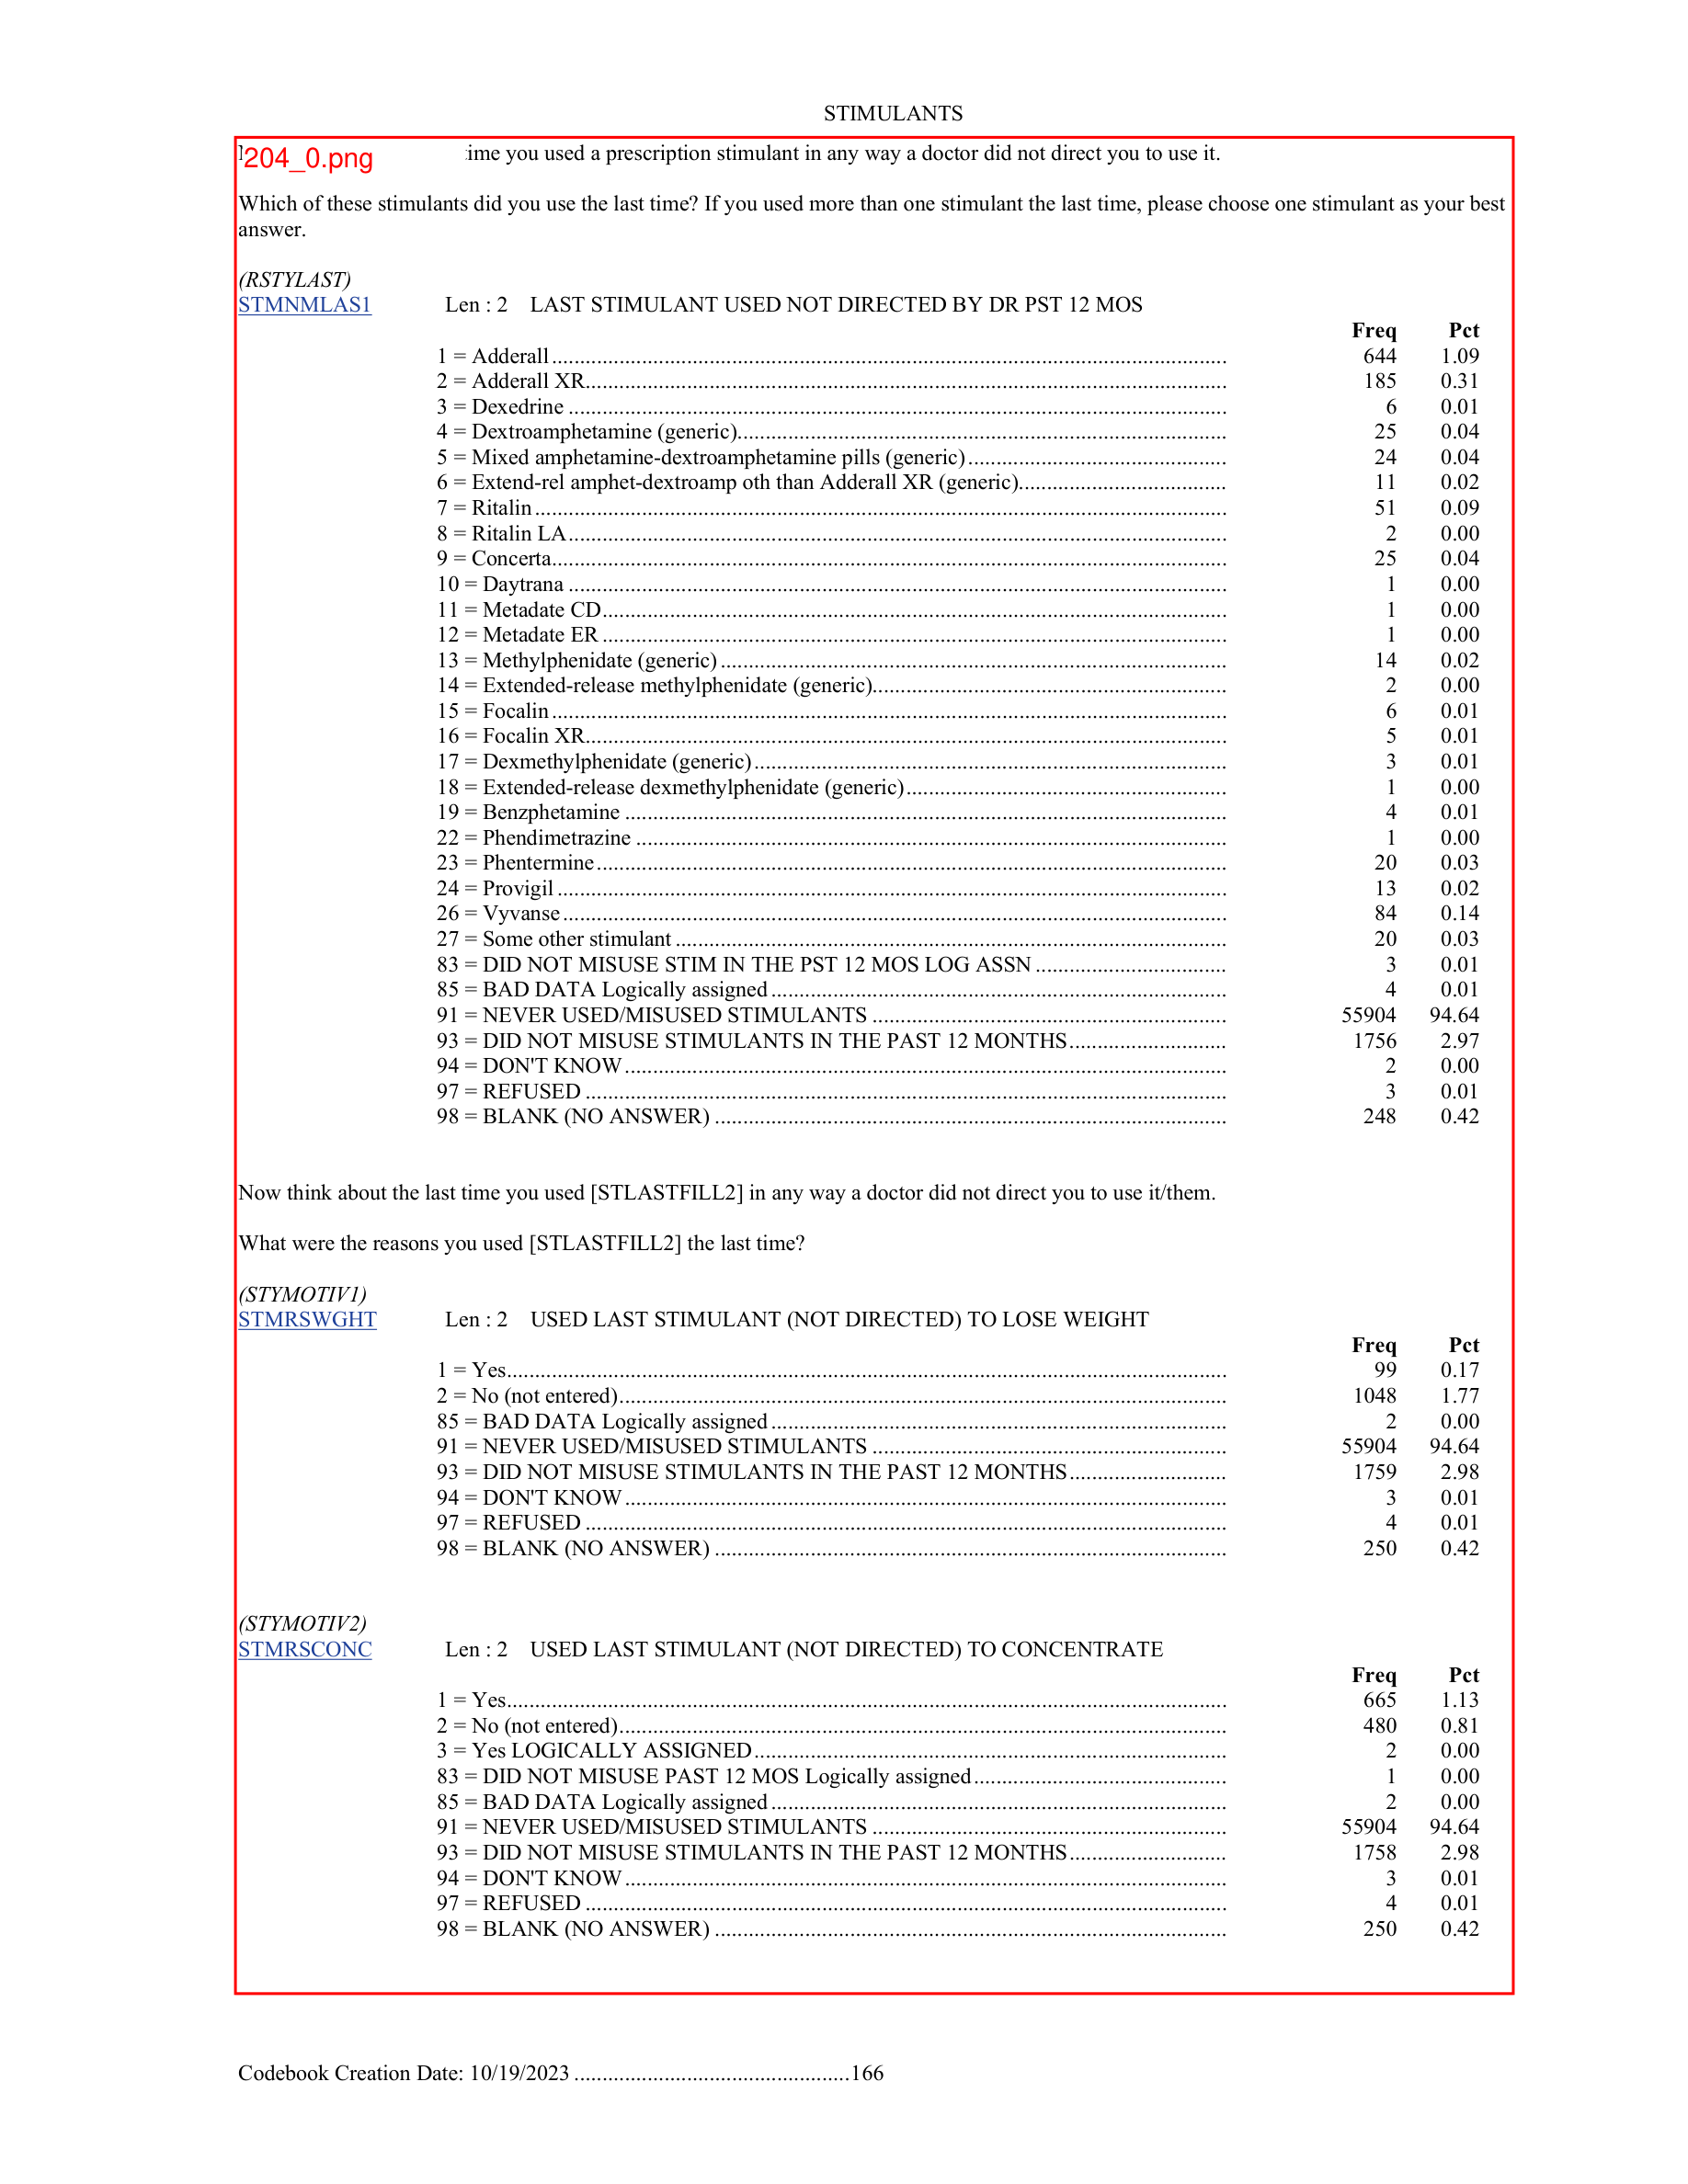 STIMULANTS
204_0.png ime you used a prescription stimulant in any way a doctor did not direct you to use it.
Which of these stimulants did you use the last time? If you used more than one stimulant the last time, please choose one stimulant as your best
answer.
(RSTYLAST)
STMNMLAS1 Len : 2 LAST STIMULANT USED NOT DIRECTED BY DR PST 12 MOS
Freq Pct
1 = Adderall 644 1.09
2 = Adderall XR 185 0.31
3 = Dexedrine 6 0.01
4 = Dextroamphetamine (generic) 25 0.04
5 = Mixed amphetamine-dextroamphetamine pills (generic) 24 0.04
6 = Extend-rel amphet-dextroamp oth than Adderall XR (generic) 11 0.02
7 = Ritalin 51 0.09
8 = Ritalin LA 2 0.00
9 = Concerta 25 0.04
10 = Daytrana 1 0.00
11 = Metadate CD 1 0.00
12 = Metadate ER 1 0.00
13 = Methylphenidate (generic) 14 0.02
14 = Extended-release methylphenidate (generic) 2 0.00
15 = Focalin 6 0.01
16 = Focalin XR 5 0.01
17 = Dexmethylphenidate (generic) 3 0.01
18 = Extended-release dexmethylphenidate (generic) 1 0.00
19 = Benzphetamine 4 0.01
22 = Phendimetrazine 1 0.00
23 = Phentermine 20 0.03
24 = Provigil 13 0.02
26 = Vyvanse 84 0.14
27 = Some other stimulant 20 0.03
83 = DID NOT MISUSE STIM IN THE PST 12 MOS LOG ASSN 3 0.01
85 = BAD DATA Logically assigned 4 0.01
91 = NEVER USED/MISUSED STIMULANTS 55904 94.64
93 = DID NOT MISUSE STIMULANTS IN THE PAST 12 MONTHS 1756 2.97
94 = DON'T KNOW 2 0.00
97 = REFUSED 3 0.01
98 = BLANK (NO ANSWER) 248 0.42
Now think about the last time you used [STLASTFILL2] in any way a doctor did not direct you to use it/them.
What were the reasons you used [STLASTFILL2] the last time?
(STYMOTIV1)
STMRSWGHT Len : 2 USED LAST STIMULANT (NOT DIRECTED) TO LOSE WEIGHT
Freq Pct
1 = Yes 99 0.17
2 = No (not entered) 1048 1.77
85 = BAD DATA Logically assigned 2 0.00
91 = NEVER USED/MISUSED STIMULANTS 55904 94.64
93 = DID NOT MISUSE STIMULANTS IN THE PAST 12 MONTHS 1759 2.98
94 = DON'T KNOW 3 0.01
97 = REFUSED 4 0.01
98 = BLANK (NO ANSWER) 250 0.42
(STYMOTIV2)
STMRSCONC Len : 2 USED LAST STIMULANT (NOT DIRECTED) TO CONCENTRATE
Freq Pct
1 = Yes 665 1.13
2 = No (not entered) 480 0.81
3 = Yes LOGICALLY ASSIGNED 2 0.00
83 = DID NOT MISUSE PAST 12 MOS Logically assigned 1 0.00
85 = BAD DATA Logically assigned 2 0.00
91 = NEVER USED/MISUSED STIMULANTS 55904 94.64
93 = DID NOT MISUSE STIMULANTS IN THE PAST 12 MONTHS 1758 2.98
94 = DON'T KNOW 3 0.01
97 = REFUSED 4 0.01
98 = BLANK (NO ANSWER) 250 0.42
Codebook Creation Date: 10/19/2023 166